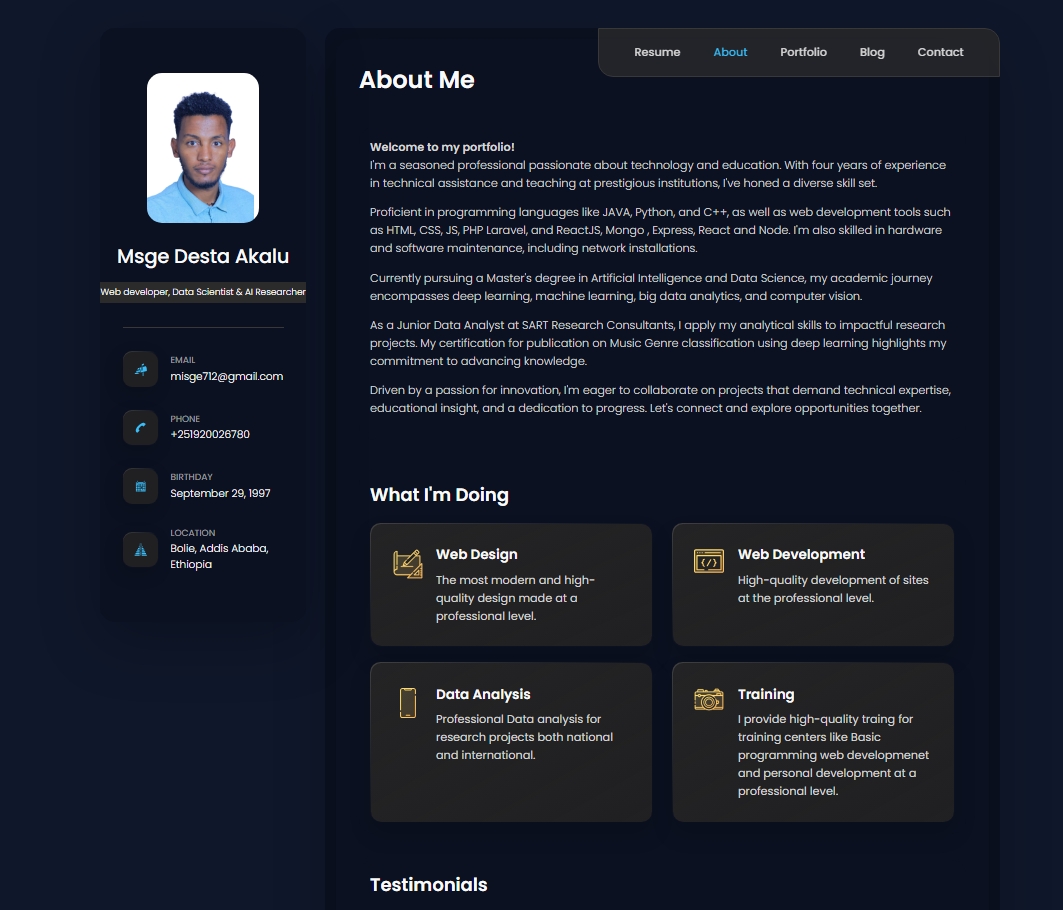 Resume About Portfolio Blog Contact
About Me
Msge Desta Akalu
Web developer, Data Scientist & AI Researcher
EMAIL
misge712@gmail.com
PHONE
+251920026780
BIRTHDAY
September 29, 1997
LOCATION
Bolie, Addis Ababa,
Ethiopia
Welcome to my portfolio!
I'm a seasoned professional passionate about technology and education. With four years of experience
in technical assistance and teaching at prestigious institutions, I've honed a diverse skill set.
Proficient in programming languages like JAVA, Python, and C++, as well as web development tools such
as HTML, CSS, JS, PHP Laravel, and ReactJS, Mongo , Express, React and Node. I'm also skilled in hardware
and software maintenance, including network installations.
Currently pursuing a Master's degree in Artificial Intelligence and Data Science, my academic journey
encompasses deep learning, machine learning, big data analytics, and computer vision.
As a Junior Data Analyst at SART Research Consultants, I apply my analytical skills to impactful research
projects. My certification for publication on Music Genre classification using deep learning highlights my
commitment to advancing knowledge.
Driven by a passion for innovation, I'm eager to collaborate on projects that demand technical expertise,
educational insight, and a dedication to progress. Let's connect and explore opportunities together.
What I'm Doing
Web Design
The most modern and high-
quality design made at a
professional level.
Web Development
High-quality development of sites
at the professional level.
Data Analysis
Professional Data analysis for
research projects both national
and international.
Training
I provide high-quality traing for
training centers like Basic
programming web developmenet
and personal development at a
professional level.
Testimonials